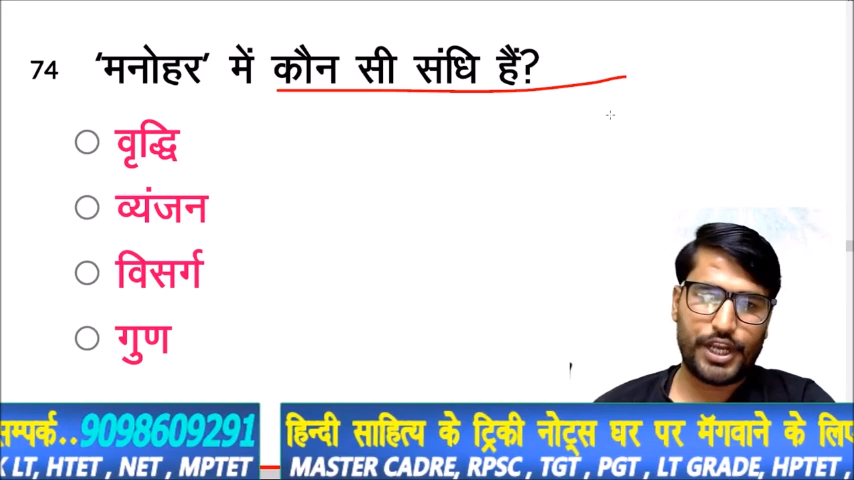 74 'मनोहर' में कौन सी संधि हैं?
वृद्धि
व्यंजन
विसर्ग
गुण
सम्पर्क..9098609291 हिन्दी साहित्य के ट्रिकी नोट्स घर पर मँगवाने के लिए
LT, HTET , NET , MPTET MASTER CADRE, RPSC , TGT , PGT , LT GRADE, HPTET ,